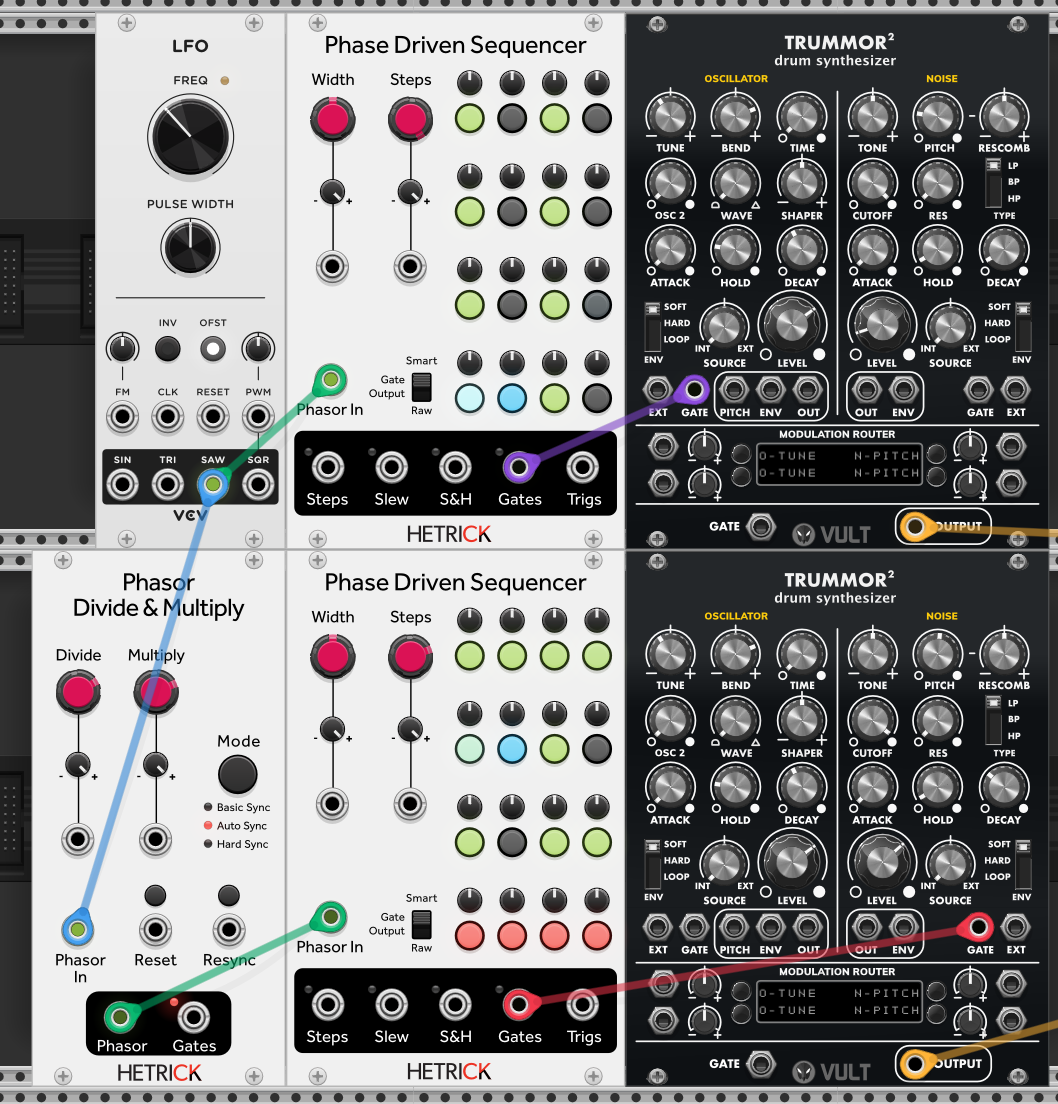 LFO
FREQ
PULSE WIDTH
INV OFST
FM CLK RESET PWM
SIN TRI SAW SQR
VCV
Phase Driven Sequencer
Width Steps
- +
- +
Smart
Gate
Output
Raw
Phasor In
Steps Slew S&H Gates Trigs
HETRICK
TRUMMOR²
drum synthesizer
OSCILLATOR NOISE
- + - + - + - +
TUNE BEND TIME TONE PITCH RESCOMB
LP
BP
HP
OSC 2 WAVE SHAPER CUTOFF RES TYPE
ATTACK HOLD DECAY ATTACK HOLD DECAY
SOFT
HARD
LOOP
ENV
INT EXT
SOURCE LEVEL
LEVEL
INT EXT
SOURCE
SOFT
HARD
LOOP
ENV
EXT GATE PITCH ENV OUT OUT ENV GATE EXT
MODULATION ROUTER
O-TUNE N-PITCH
O-TUNE N-PITCH
GATE VULT OUTPUT
Phasor
Divide & Multiply
Divide Multiply
- +
- +
Mode
Basic Sync
Auto Sync
Hard Sync
Phasor
In
Reset Resync
Phasor Gates
HETRICK
Phase Driven Sequencer
Width Steps
- +
- +
Smart
Gate
Output
Raw
Phasor In
Steps Slew S&H Gates Trigs
HETRICK
TRUMMOR²
drum synthesizer
OSCILLATOR NOISE
- + - + - + - +
TUNE BEND TIME TONE PITCH RESCOMB
LP
BP
HP
OSC 2 WAVE SHAPER CUTOFF RES TYPE
ATTACK HOLD DECAY ATTACK HOLD DECAY
SOFT
HARD
LOOP
ENV
INT EXT
SOURCE LEVEL
LEVEL
INT EXT
SOURCE
SOFT
HARD
LOOP
ENV
EXT GATE PITCH ENV OUT OUT ENV GATE EXT
MODULATION ROUTER
O-TUNE N-PITCH
O-TUNE N-PITCH
GATE VULT OUTPUT